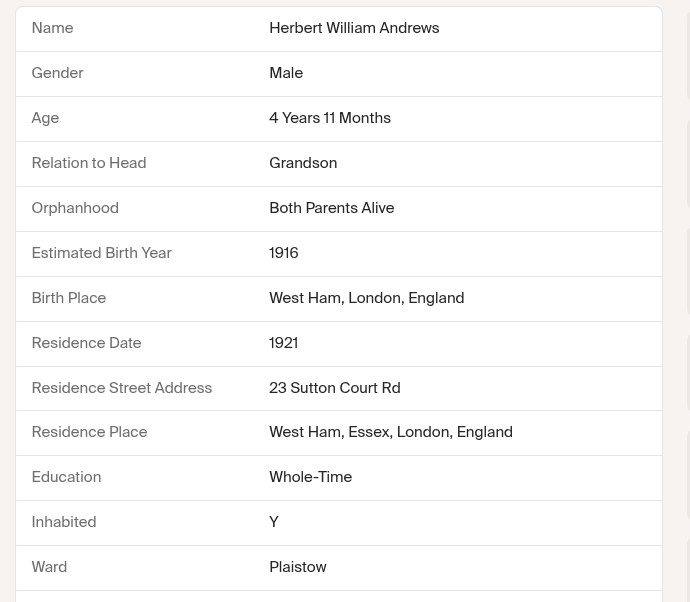 Name Herbert William Andrews
Gender Male
Age 4 Years 11 Months
Relation to Head Grandson
Orphanhood Both Parents Alive
Estimated Birth Year 1916
Birth Place West Ham, London, England
Residence Date 1921
Residence Street Address 23 Sutton Court Rd
Residence Place West Ham, Essex, London, England
Education Whole-Time
Inhabited Y
Ward Plaistow